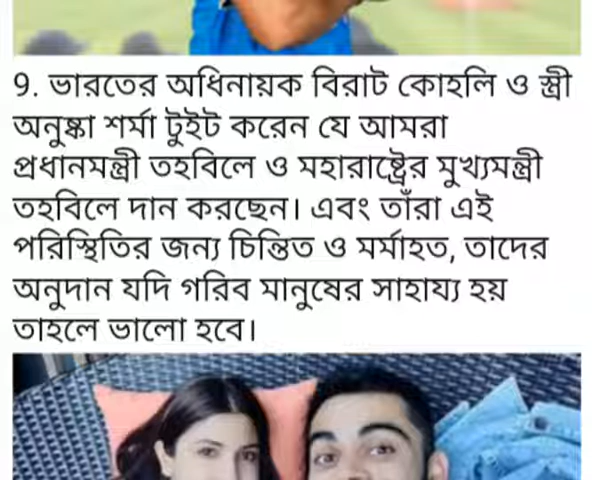 9. ভারতের অধিনায়ক বিরাট কোহলি ও স্ত্রী
অনুষ্কা শর্মা টুইট করেন যে আমরা
প্রধানমন্ত্রী তহবিলে ও মহারাষ্ট্রের মুখ্যমন্ত্রী
তহবিলে দান করছেন। এবং তাঁরা এই
পরিস্থিতির জন্য চিন্তিত ও মর্মাহত, তাদের
অনুদান যদি গরিব মানুষের সাহায্য হয়
তাহলে ভালো হবে।